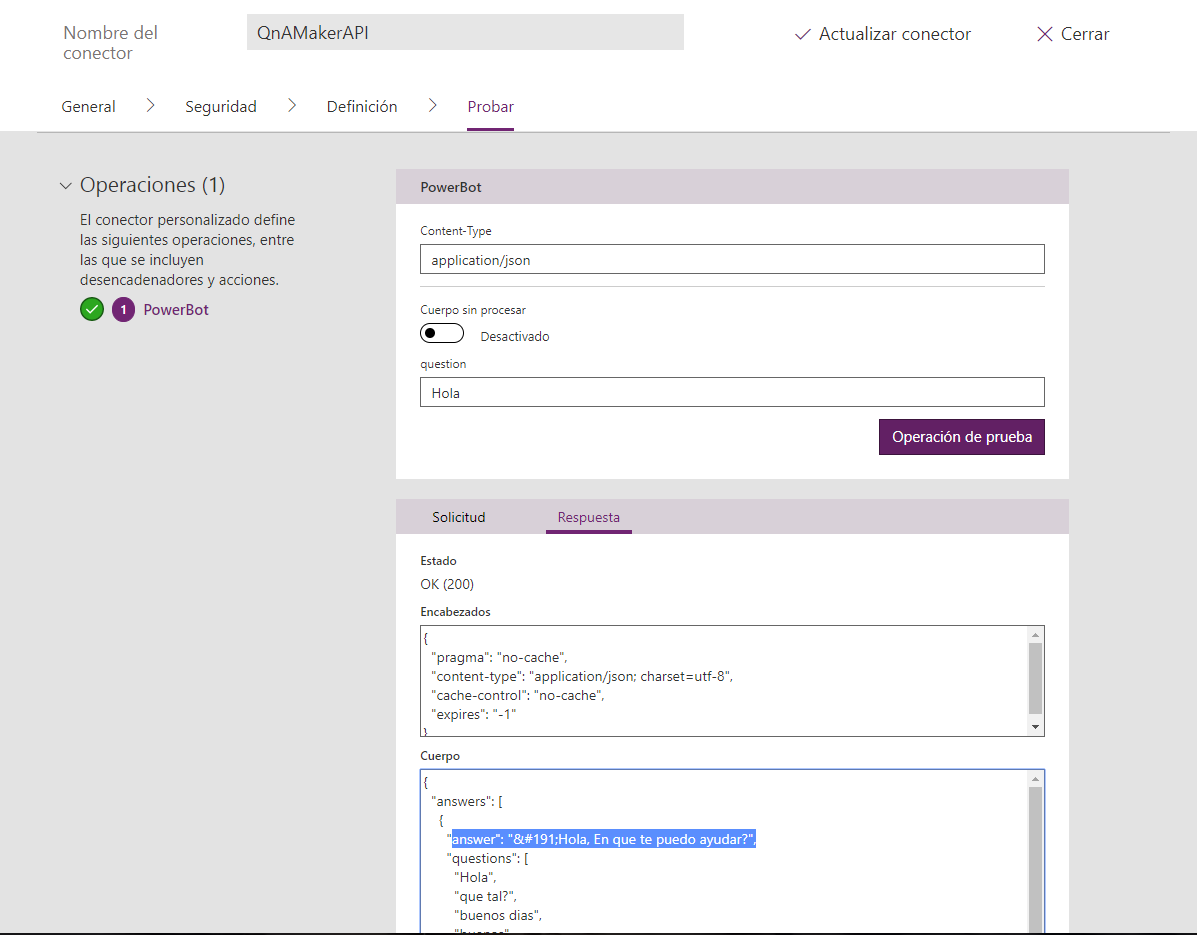 Nombre del
conector
QnAMakerAPI
Actualizar conector
Cerrar
General
Seguridad
Definición
Probar
Operaciones (1)
El conector personalizado define
las siguientes operaciones, entre
las que se incluyen
desencadenadores y acciones.
1
PowerBot
PowerBot
Content-Type
application/json
Cuerpo sin procesar
Desactivado
question
Hola
Operación de prueba
Solicitud
Respuesta
Estado
OK (200)
Encabezados
{
"pragma": "no-cache",
"content-type": "application/json; charset=utf-8",
"cache-control": "no-cache",
"expires": "-1"
}
Cuerpo
{
"answers": [
{
"answer": "&#191;Hola, En que te puedo ayudar?",
"questions": [
"Hola",
"que tal?",
"buenos dias",